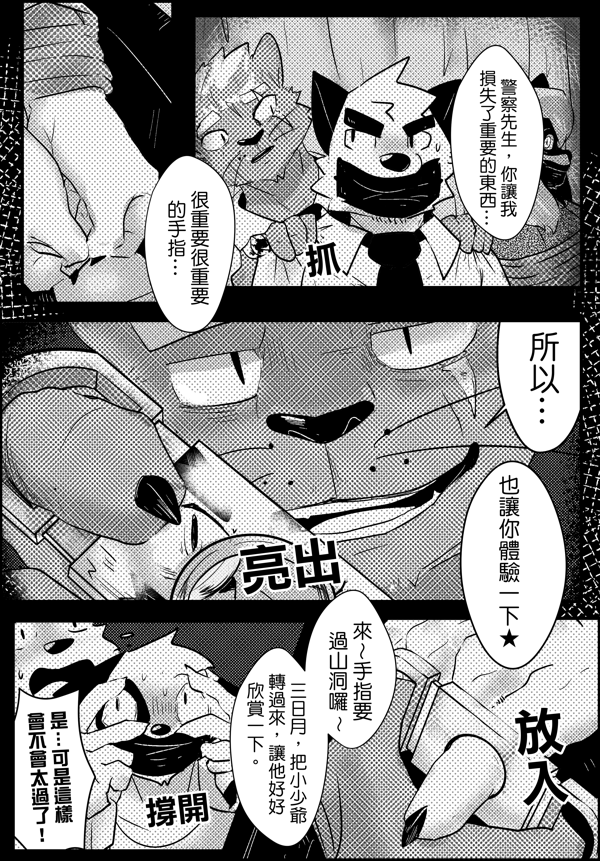 警察先生，你讓我
損失了重要的東西…
抓
很重要很重要
的手指…
所以…
也讓你體驗一下★
亮出
來～手指要
過山洞囉～
放入
三日月，把小少爺
轉過來，讓他好好
欣賞一下。
撐開
是…可是這樣
會不會太過了！